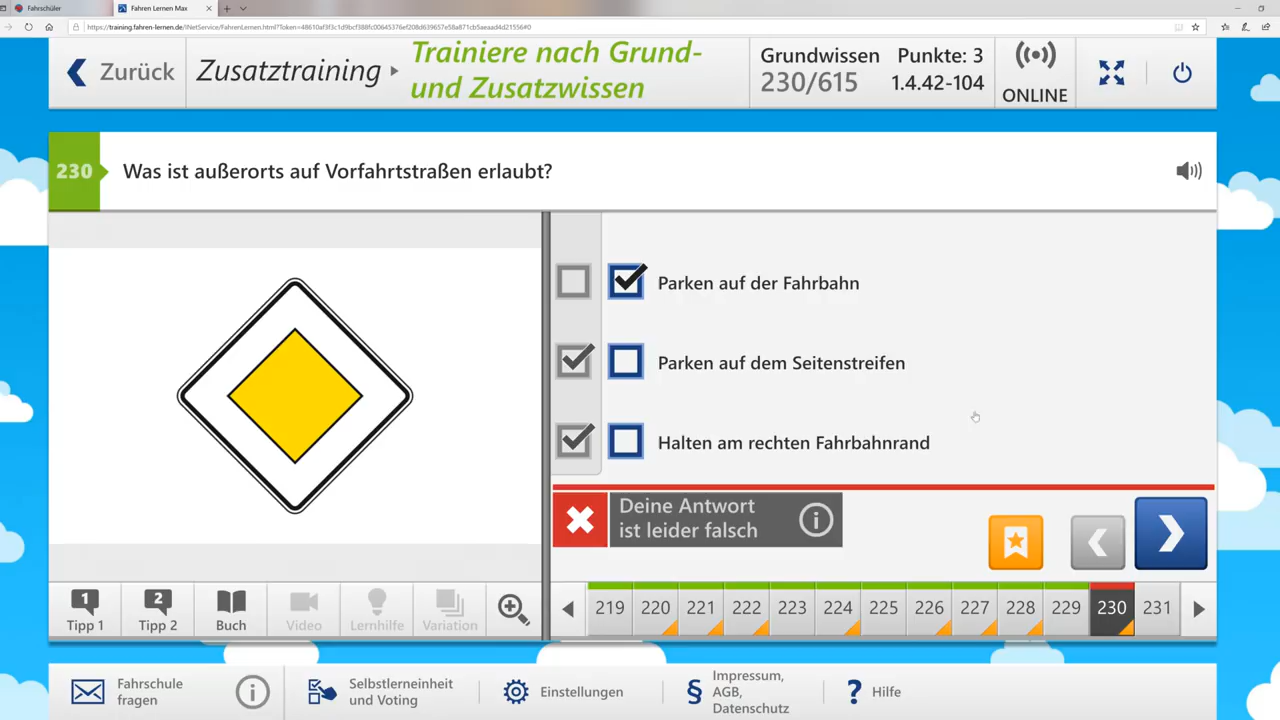 Fahrschüler
Fahren Lernen Max
Zurück
Zusatztraining
Trainiere nach Grund-
und Zusatzwissen
Grundwissen
230/615
Punkte: 3
1.4.42-104
ONLINE
230
Was ist außerorts auf Vorfahrtstraßen erlaubt?
Parken auf der Fahrbahn
Parken auf dem Seitenstreifen
Halten am rechten Fahrbahnrand
Deine Antwort
ist leider falsch
1
Tipp 1
2
Tipp 2
Buch
Video
Lernhilfe
Variation
219 220 221 222 223 224 225 226 227 228 229 230 231
Fahrschule
fragen
Selbstlerneinheit
und Voting
Einstellungen
§
Impressum,
AGB,
Datenschutz
?
Hilfe